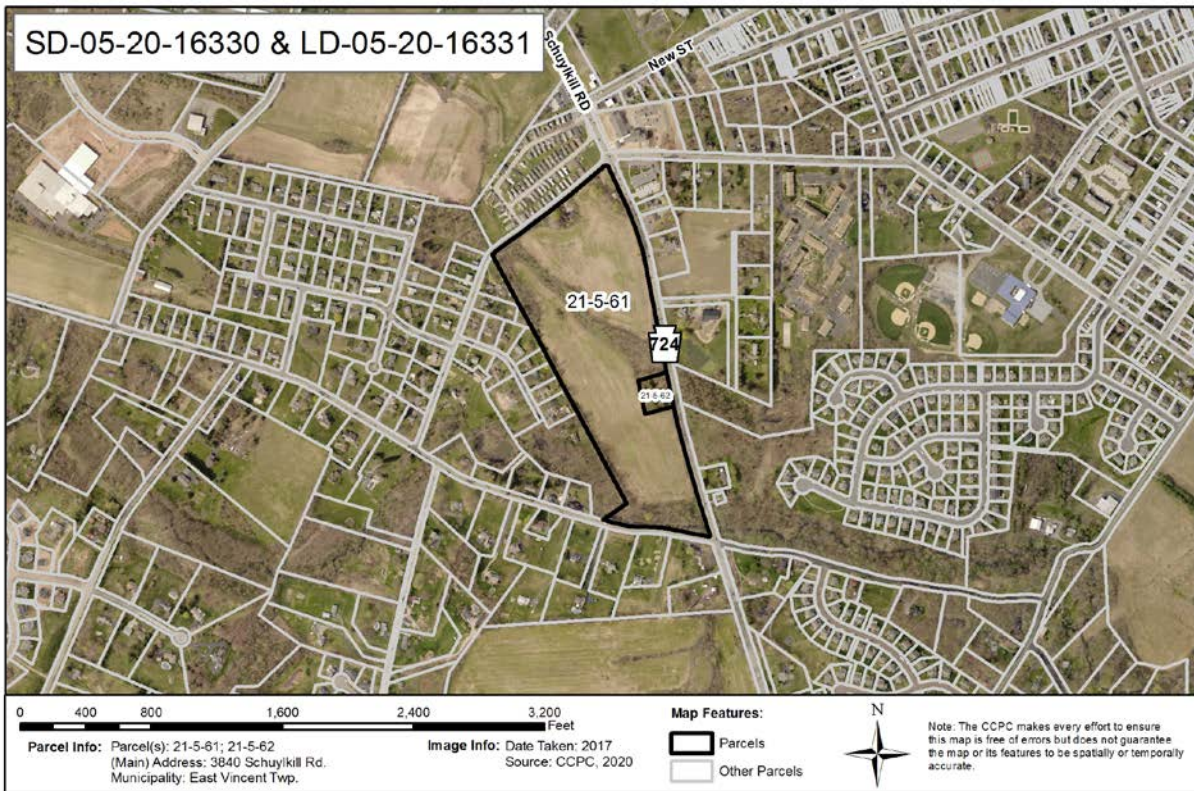 SD-05-20-16330 & LD-05-20-16331
Schuylkill RD
New ST
21-5-61
724
21-5-62
0 400 800 1,600 2,400 3,200
Feet
Parcel Info: Parcel(s): 21-5-61; 21-5-62
(Main) Address: 3840 Schuylkill Rd.
Municipality: East Vincent Twp.
Image Info: Date Taken: 2017
Source: CCPC, 2020
Map Features:
Parcels
Other Parcels
N
Note: The CCPC makes every effort to ensure
this map is free of errors but does not guarantee
the map or its features to be spatially or temporally
accurate.